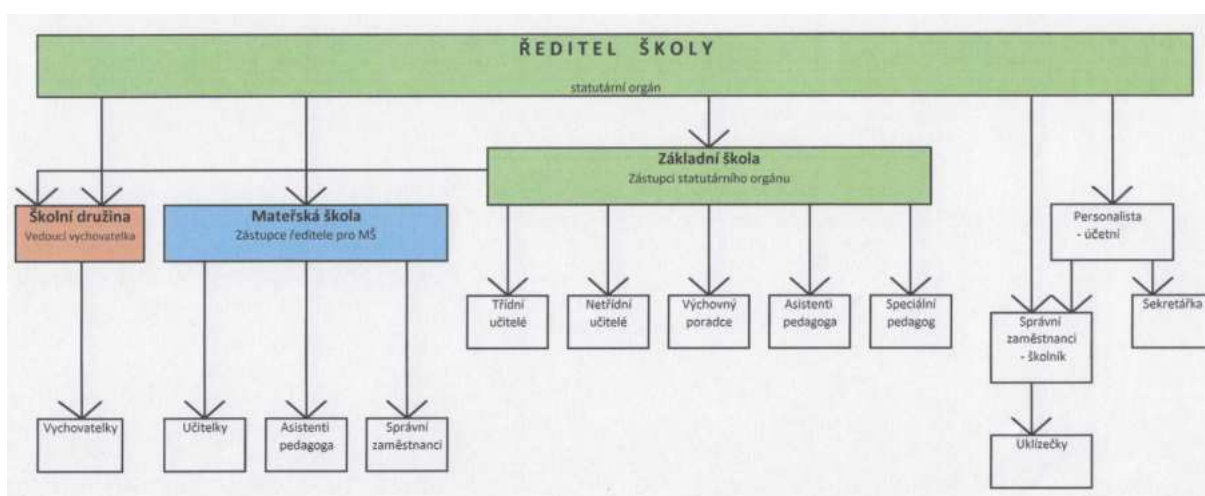 ŘEDITEL ŠKOLY
statutární orgán
Základní škola
Zástupci statutárního orgánu
Školní družina
Vedoucí vychovatelka
Mateřská škola
Zástupce ředitele pro MŠ
Personalista
- účetní
Třídní
učitelé
Netřídní
učitelé
Výchovný
poradce
Asistenti
pedagoga
Speciální
pedagog
Správní
zaměstnanci
- školník
Sekretářka
Vychovatelky
Učitelky
Asistenti
pedagoga
Správní
zaměstnanci
Uklízečky